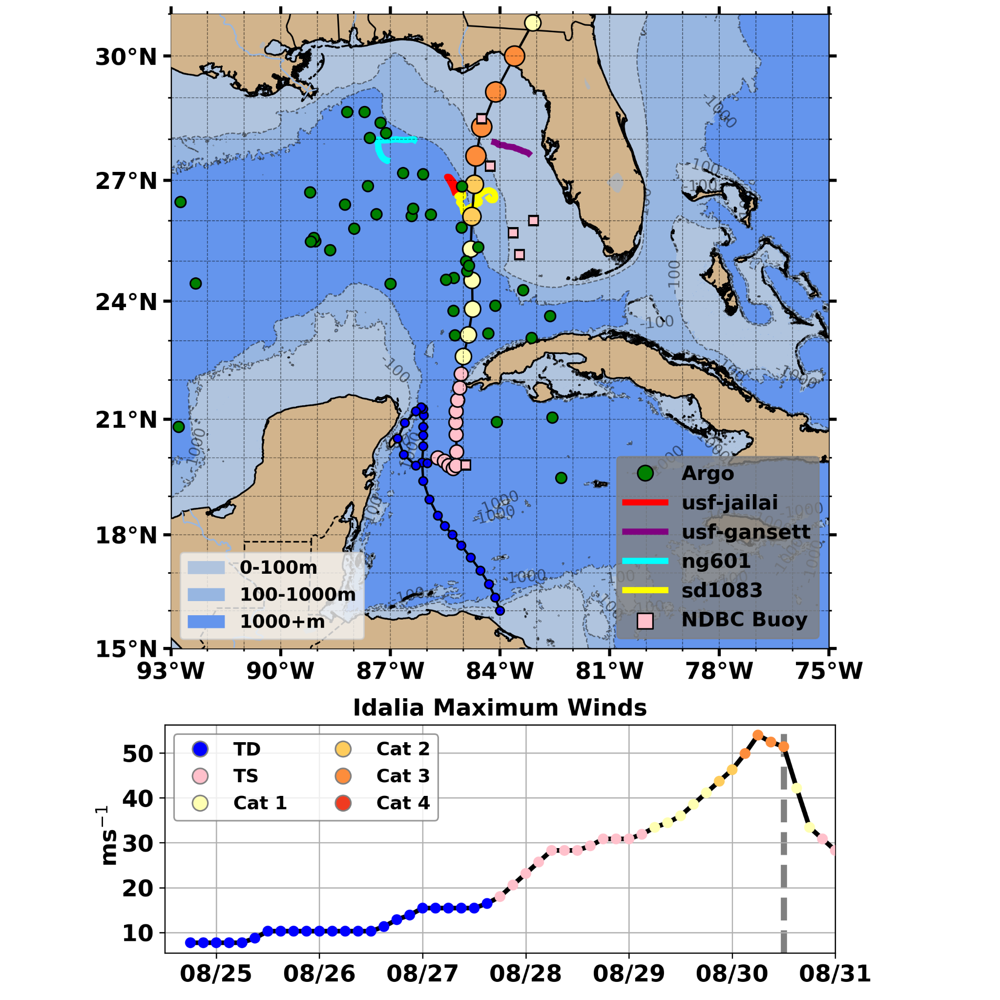 30°N
27°N
24°N
21°N
18°N
15°N
93°W 90°W 87°W 84°W 81°W 78°W 75°W
-1000
-100
-100
100
100
-100
-100
-1000
-100
1000
1000
-1000
100
-1000
-1000
-1000
-100
0-100m
100-1000m
1000+m
Argo
usf-jailai
usf-gansett
ng601
sd1083
NDBC Buoy
Idalia Maximum Winds
ms⁻¹
50
40
30
20
10
TD
TS
Cat 1
Cat 2
Cat 3
Cat 4
08/25 08/26 08/27 08/28 08/29 08/30 08/31